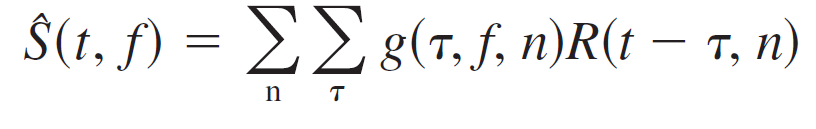 Ŝ(t, f) = ∑∑ g(τ, f, n)R(t − τ, n)
n τ